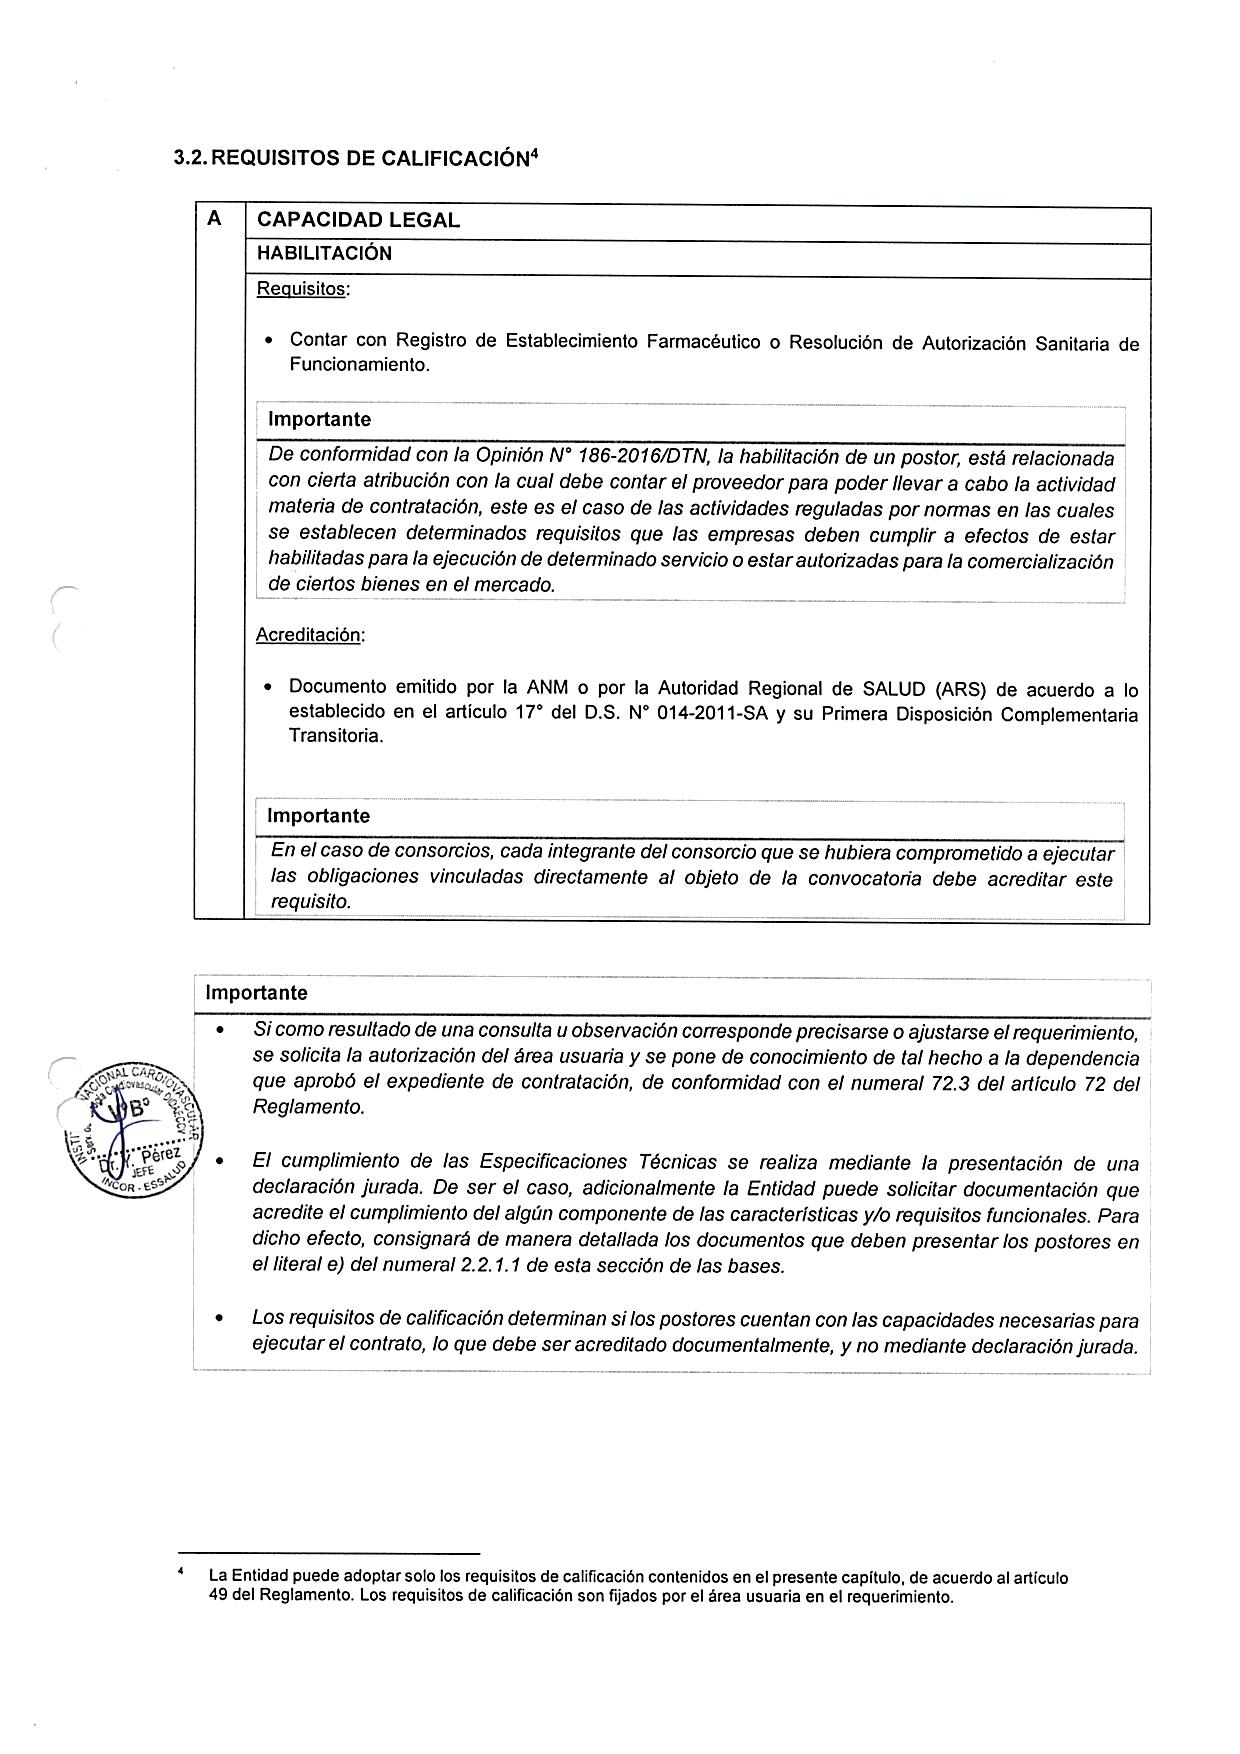 3.2. REQUISITOS DE CALIFICACIÓN4
A CAPACIDAD LEGAL
HABILITACIÓN
Requisitos:
• Contar con Registro de Establecimiento Farmacéutico o Resolución de Autorización Sanitaria de
Funcionamiento.
Importante
De conformidad con la Opinión N° 186-2016/DTN, la habilitación de un postor, está relacionada
con cierta atribución con la cual debe contar el proveedor para poder llevar a cabo la actividad
materia de contratación, este es el caso de las actividades reguladas por normas en las cuales
se establecen determinados requisitos que las empresas deben cumplir a efectos de estar
habilitadas para la ejecución de determinado servicio o estar autorizadas para la comercialización
de ciertos bienes en el mercado.
Acreditación:
• Documento emitido por la ANM o por la Autoridad Regional de SALUD (ARS) de acuerdo a lo
establecido en el artículo 17° del D.S. N° 014-2011-SA y su Primera Disposición Complementaria
Transitoria.
Importante
En el caso de consorcios, cada integrante del consorcio que se hubiera comprometido a ejecutar
las obligaciones vinculadas directamente al objeto de la convocatoria debe acreditar este
requisito.
Importante
• Si como resultado de una consulta u observación corresponde precisarse o ajustarse el requerimiento,
se solicita la autorización del área usuaria y se pone de conocimiento de tal hecho a la dependencia
que aprobó el expediente de contratación, de conformidad con el numeral 72.3 del artículo 72 del
Reglamento.
• El cumplimiento de las Especificaciones Técnicas se realiza mediante la presentación de una
declaración jurada. De ser el caso, adicionalmente la Entidad puede solicitar documentación que
acredite el cumplimiento del algún componente de las características y/o requisitos funcionales. Para
dicho efecto, consignará de manera detallada los documentos que deben presentar los postores en
el literal e) del numeral 2.2.1.1 de esta sección de las bases.
• Los requisitos de calificación determinan si los postores cuentan con las capacidades necesarias para
ejecutar el contrato, lo que debe ser acreditado documentalmente, y no mediante declaración jurada.
NACIONAL CARDIOVASCULAR
V°B°
Pérez
JEFE
INCOR - ESSALUD
4 La Entidad puede adoptar solo los requisitos de calificación contenidos en el presente capítulo, de acuerdo al artículo
49 del Reglamento. Los requisitos de calificación son fijados por el área usuaria en el requerimiento.